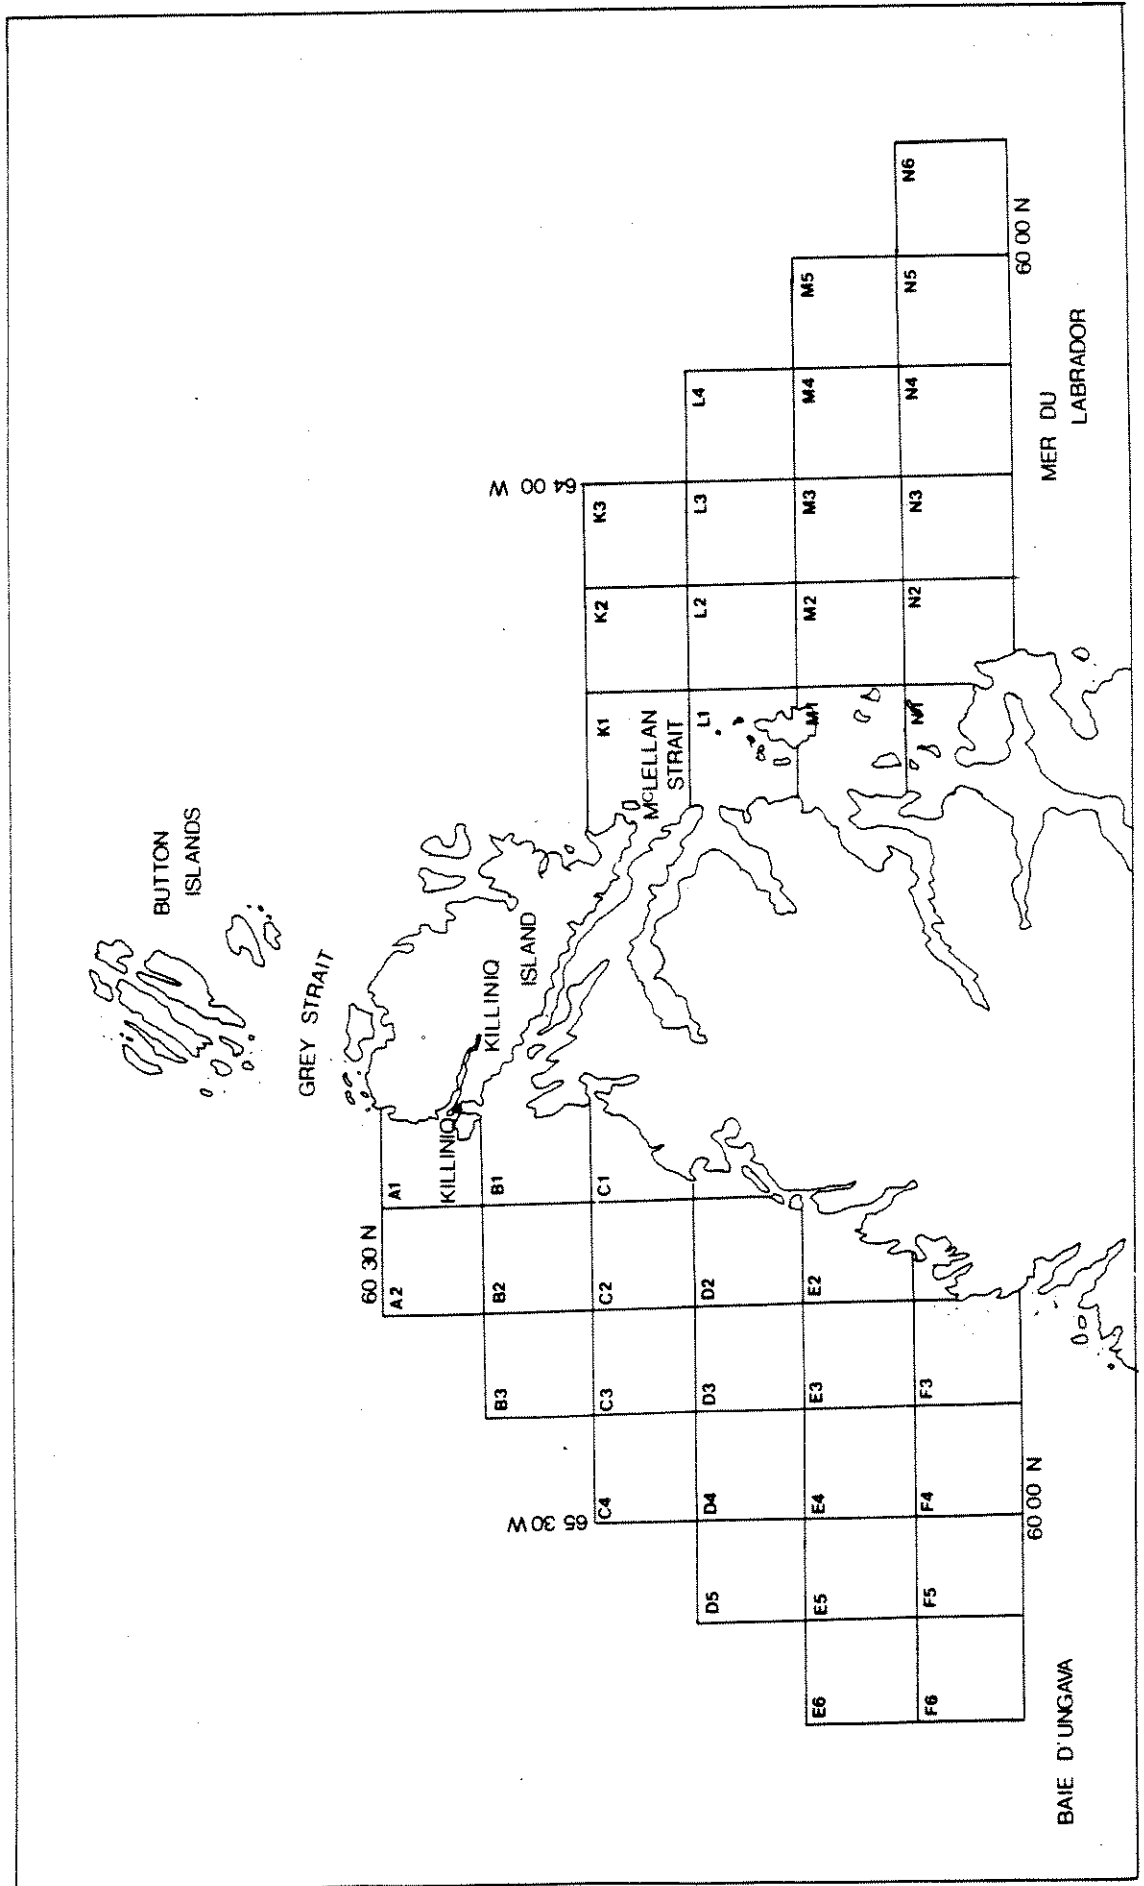 BUTTON
ISLANDS
GREY STRAIT
60 30 N
A2
A1
KILLINIQ
KILLINIQ
ISLAND
B3
B2
B1
65 30 W
C4
C3
C2
C1
64 00 W
K1
K2
K3
McLELLAN
STRAIT
D5
D4
D3
D2
L1
L2
L3
L4
E6
E5
E4
E3
E2
M1
M2
M3
M4
M5
F6
F5
F4
F3
N1
N2
N3
N4
N5
N6
60 00 N
60 00 N
BAIE D'UNGAVA
MER DU
LABRADOR